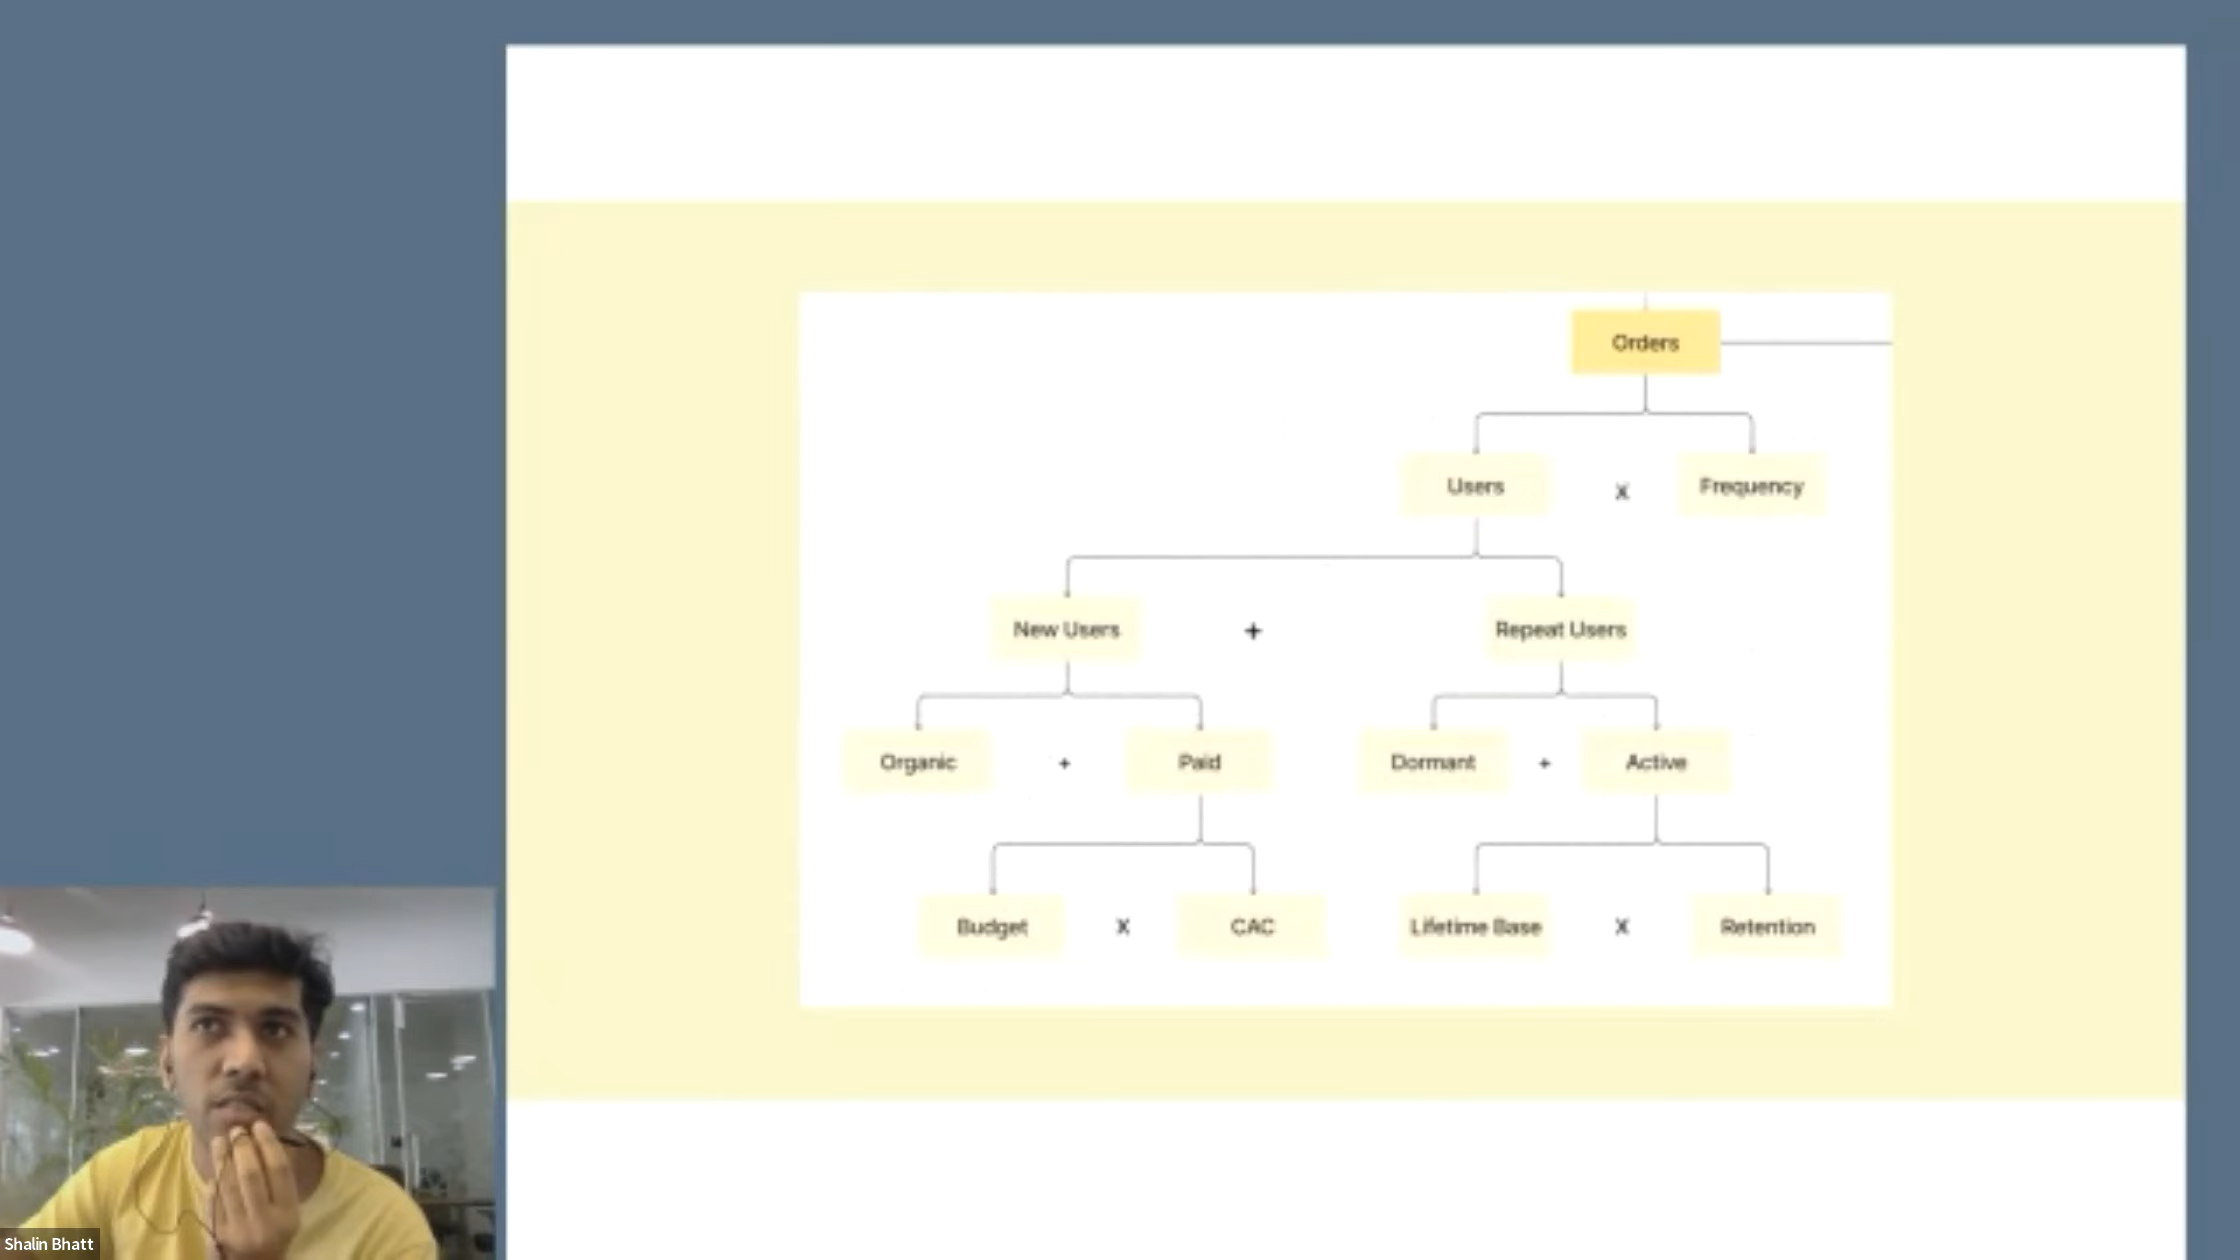 Orders
Users X Frequency
New Users + Repeat Users
Organic + Paid Dormant + Active
Budget X CAC Lifetime Base X Retention
Shalin Bhatt